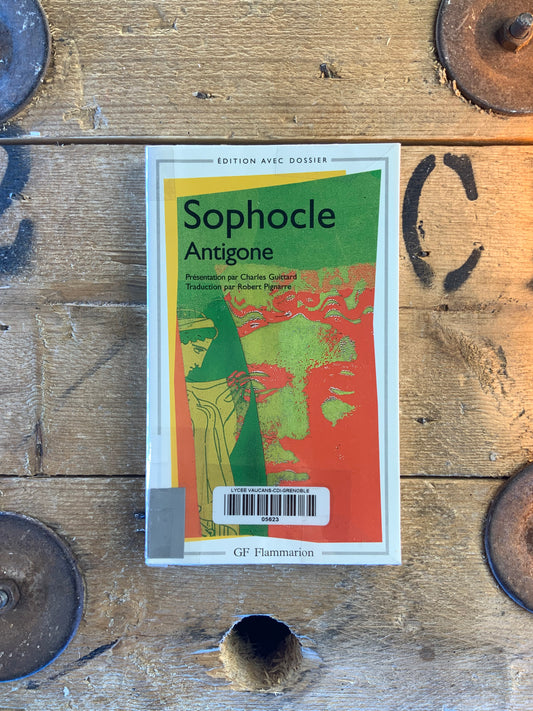 ÉDITION AVEC DOSSIER
Sophocle
Antigone
Présentation par Charles Guittard
Traduction par Robert Pignarre
LYCEE VAUCANS-CDI-GRENOBLE
05623
GF Flammarion
C